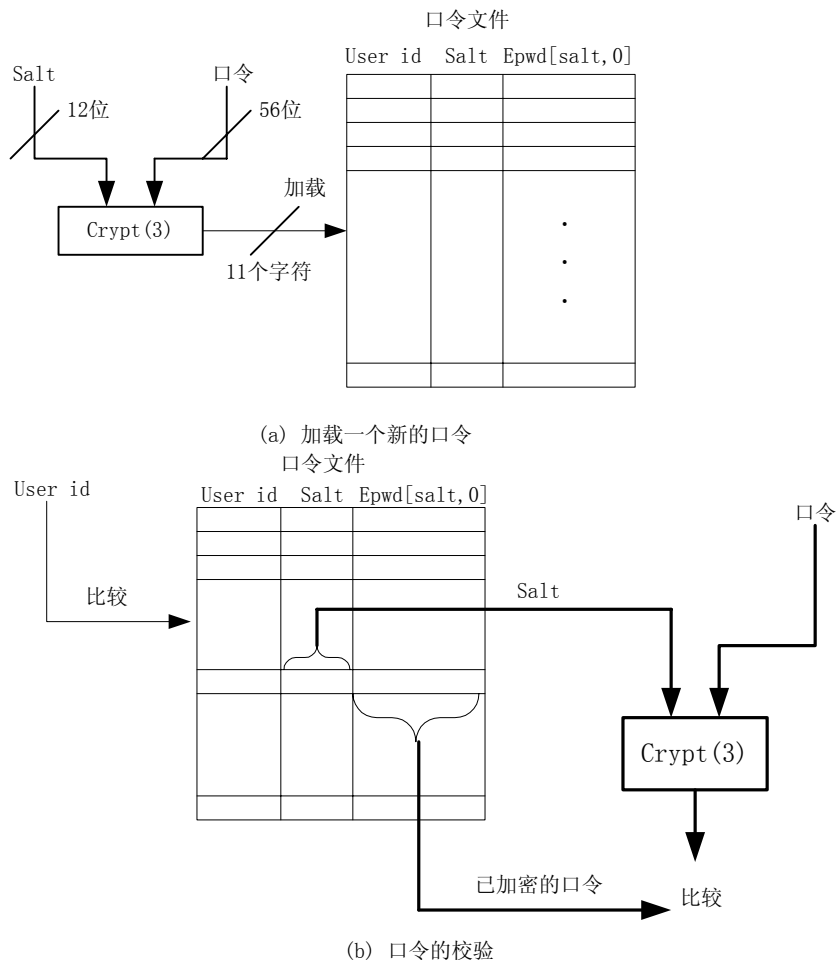 口令文件
User id Salt Epwd[salt,0]
Salt
口令
12位
56位
加载
Crypt(3)
11个字符
(a) 加载一个新的口令
口令文件
User id
User id Salt Epwd[salt,0]
口令
比较
Salt
Crypt(3)
已加密的口令
比较
(b) 口令的校验